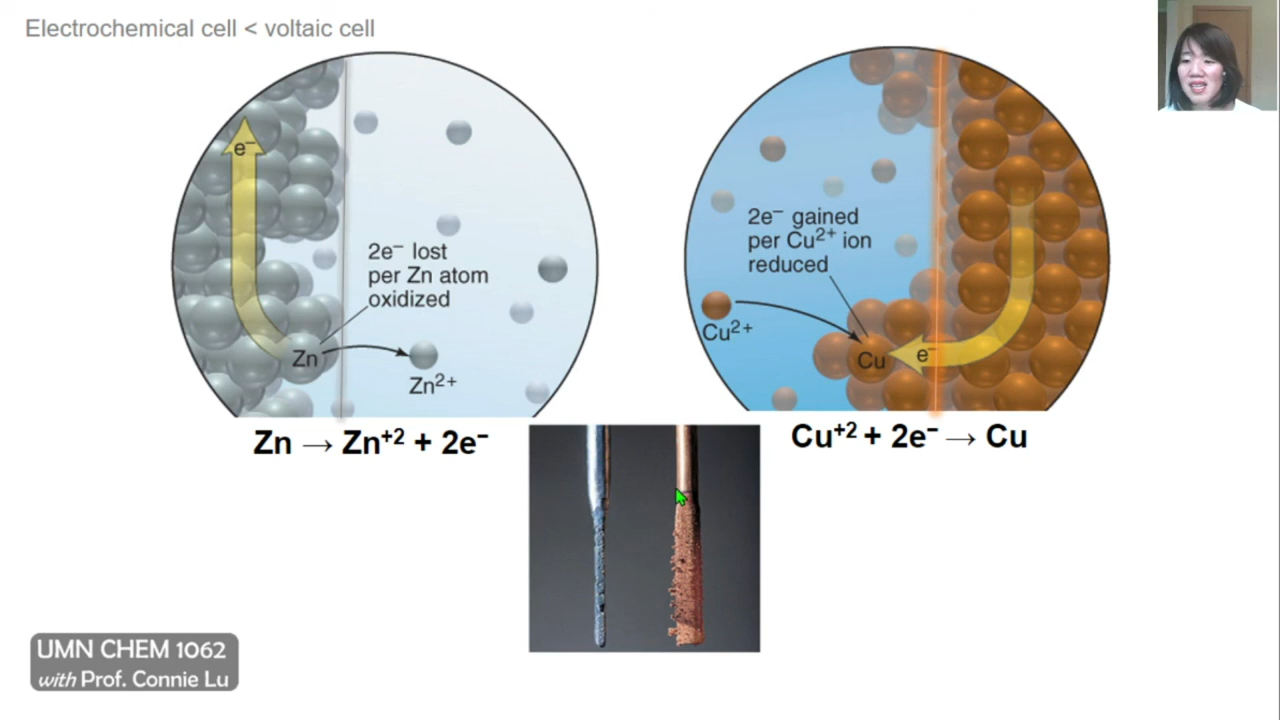 Electrochemical cell < voltaic cell
e⁻
2e⁻ lost
per Zn atom
oxidized
Zn
Zn²⁺
2e⁻ gained
per Cu²⁺ ion
reduced
Cu²⁺
Cu
e⁻
Zn → Zn⁺² + 2e⁻
Cu⁺² + 2e⁻ → Cu
UMN CHEM 1062
with Prof. Connie Lu